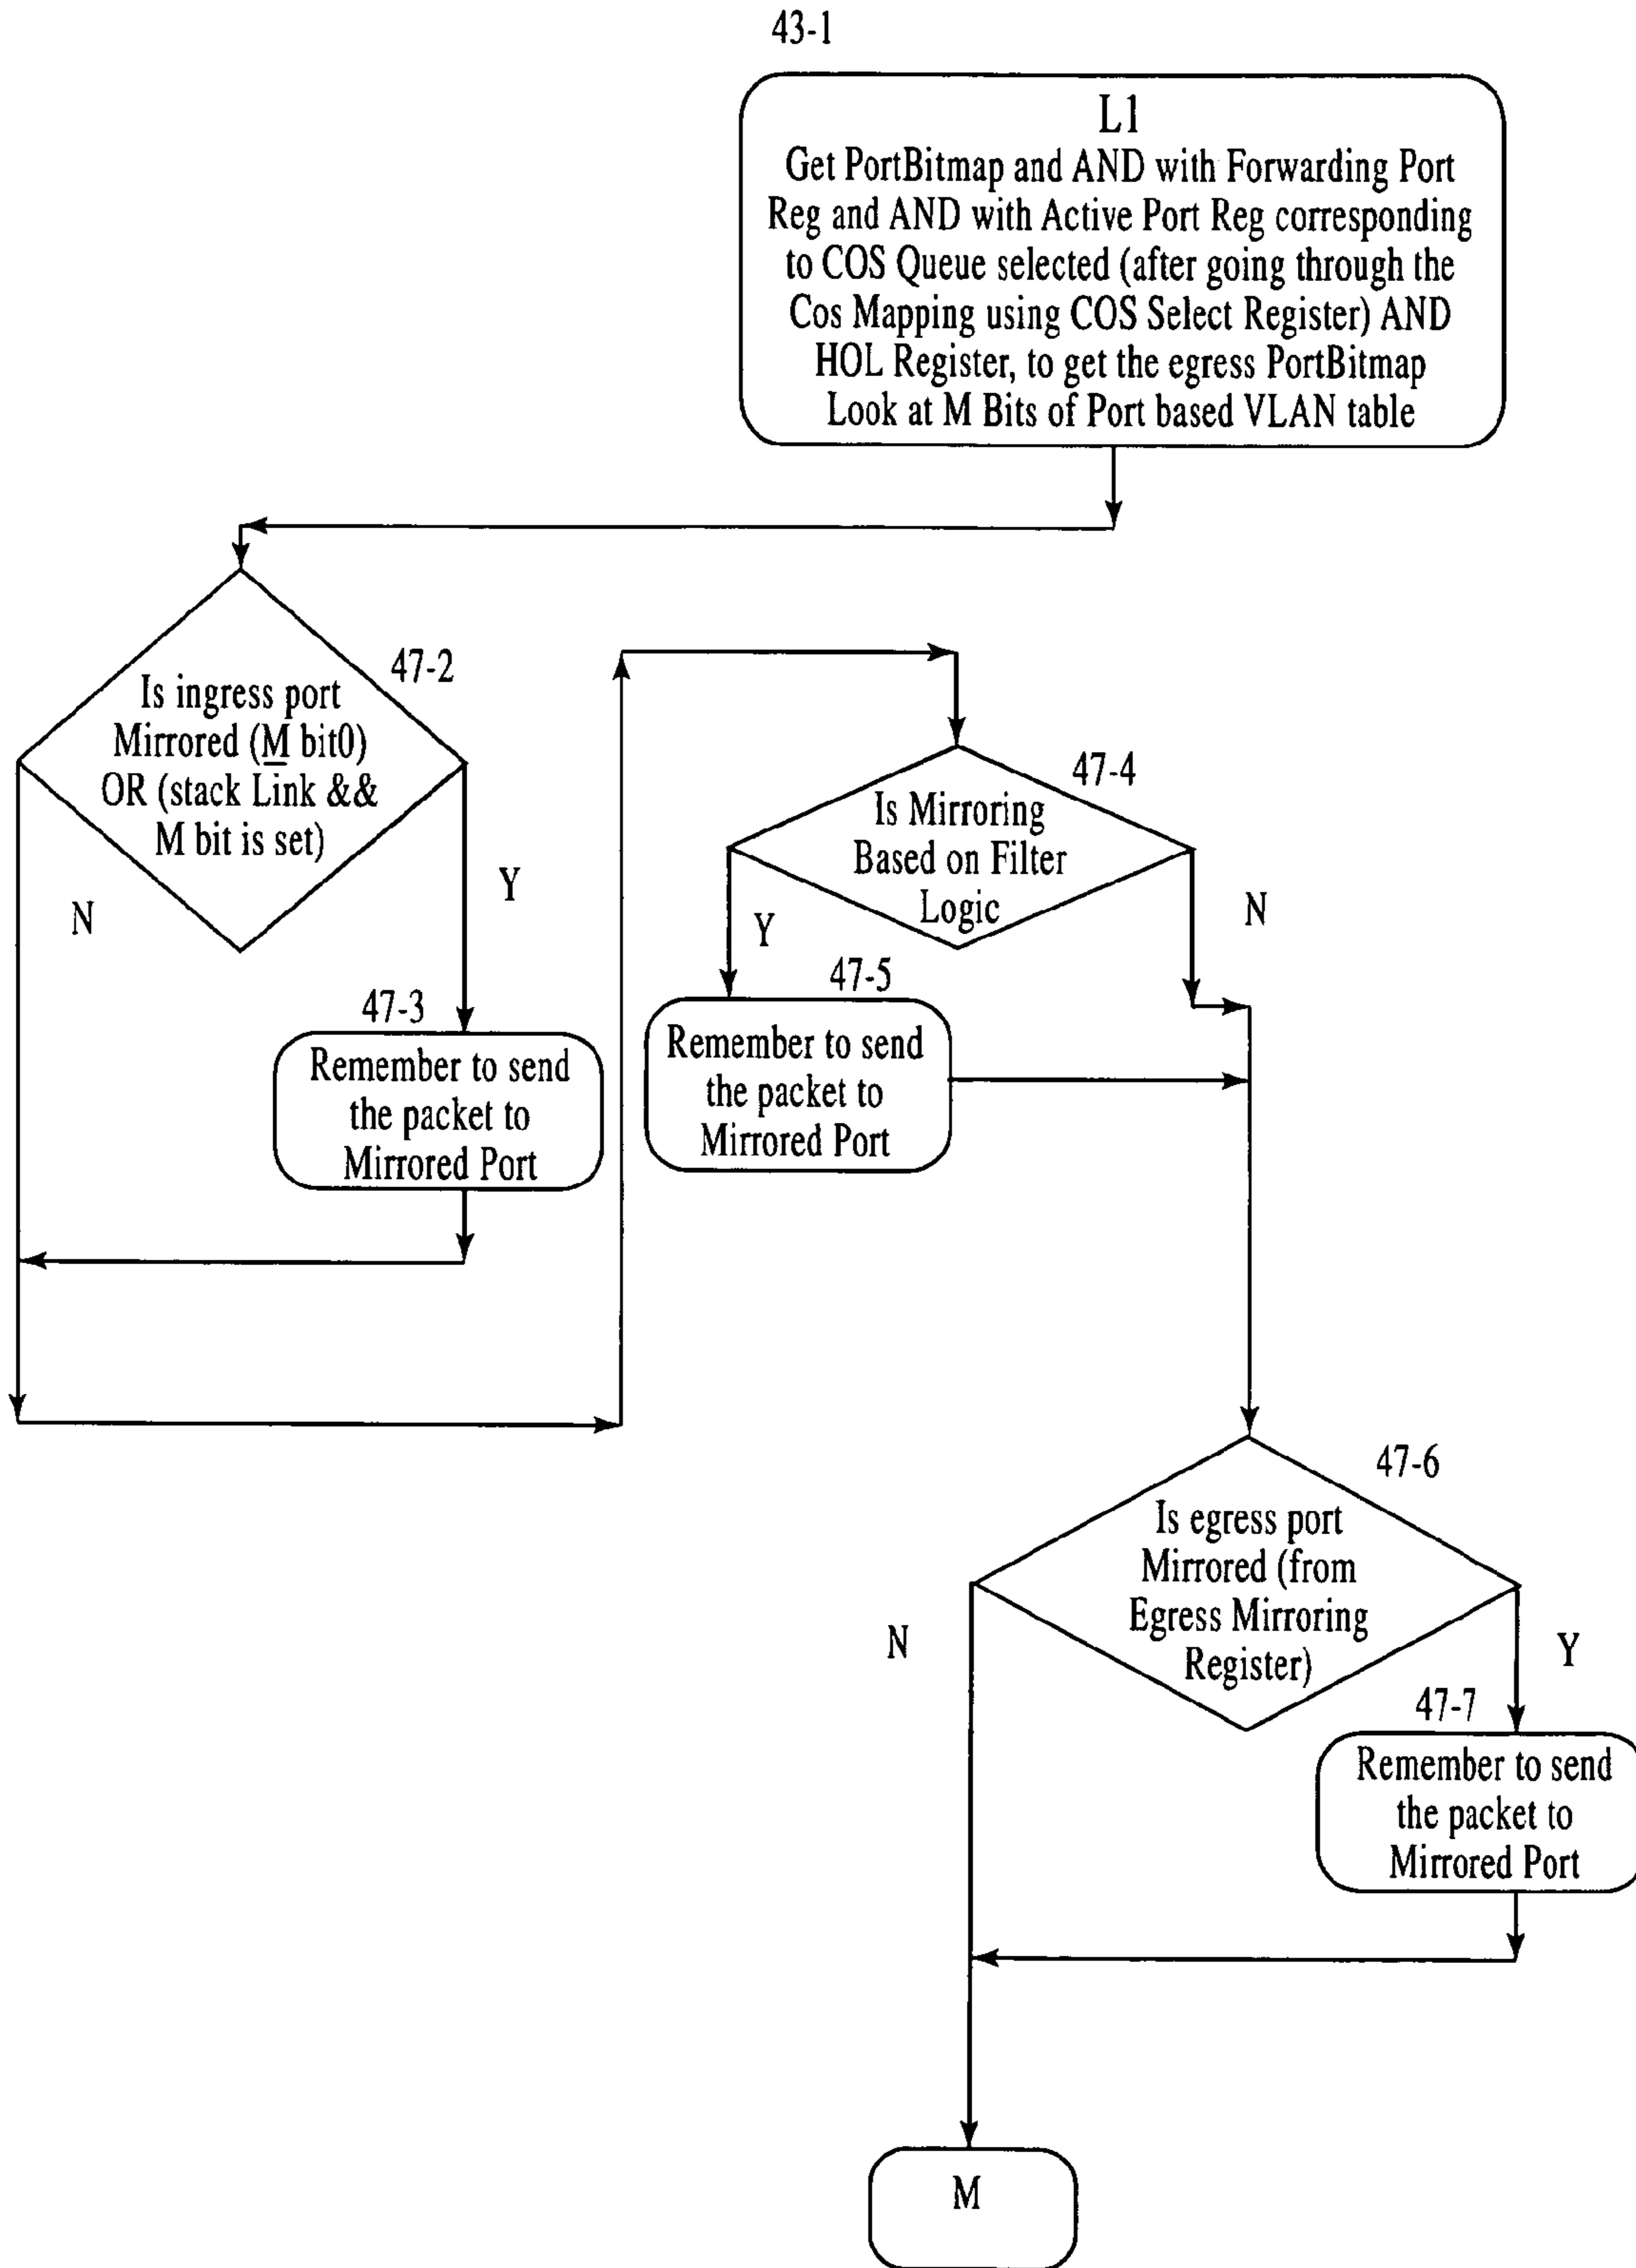 43-1
L1
Get PortBitmap and AND with Forwarding Port
Reg and AND with Active Port Reg corresponding
to COS Queue selected (after going through the
Cos Mapping using COS Select Register) AND
HOL Register, to get the egress PortBitmap
Look at M Bits of Port based VLAN table
47-2
Is ingress port
Mirrored (M bit0)
OR (stack Link &&
M bit is set)
N
Y
47-3
Remember to send
the packet to
Mirrored Port
47-4
Is Mirroring
Based on Filter
Logic
Y
N
47-5
Remember to send
the packet to
Mirrored Port
47-6
Is egress port
Mirrored (from
Egress Mirroring
Register)
N
Y
47-7
Remember to send
the packet to
Mirrored Port
M